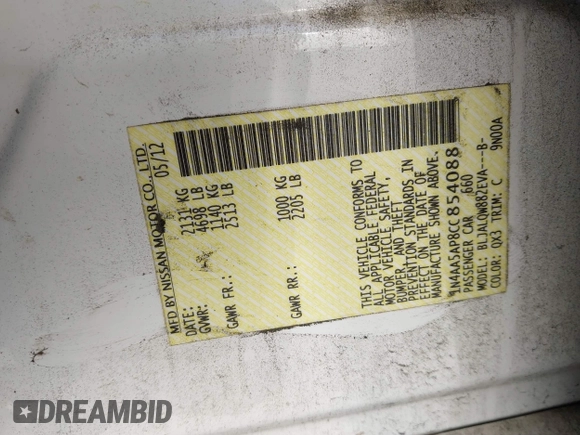 MFD BY NISSAN MOTOR CO., LTD.
DATE: 05/12
GVWR: 2131 KG
4698 LB
GAWR FR.: 1140 KG
2513 LB
GAWR RR.: 1000 KG
2205 LB
THIS VEHICLE CONFORMS TO
ALL APPLICABLE FEDERAL
MOTOR VEHICLE SAFETY,
BUMPER, AND THEFT
PREVENTION STANDARDS IN
EFFECT ON THE DATE OF
MANUFACTURE SHOWN ABOVE.
1N4AA5AP8CC854088
PASSENGER CAR 660
MODEL: BLJALQW882EVA---B-
COLOR: QX3 TRIM: C 9N00A
DREAMBID